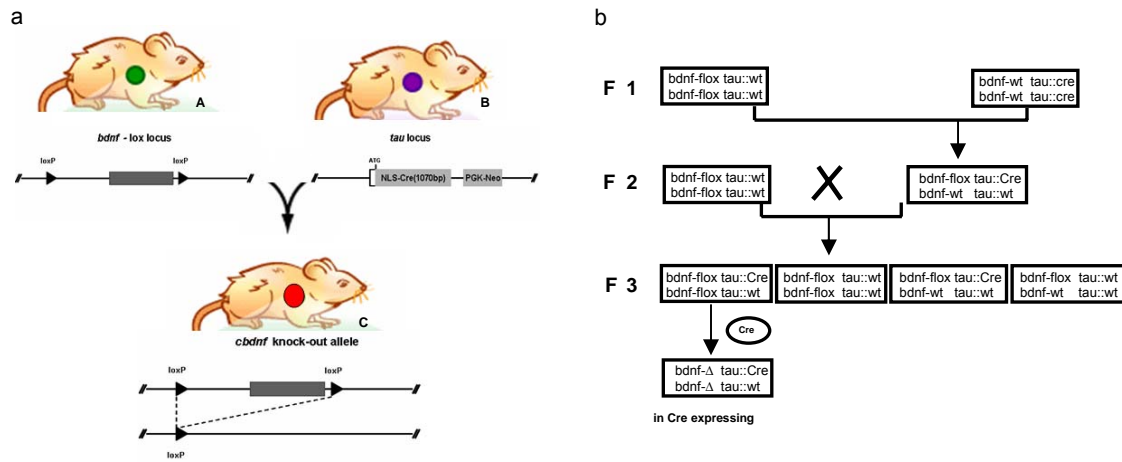 a
A
B
bdnf - lox locus
tau locus
loxP
loxP
ATG
NLS-Cre(1070bp)
PGK-Neo
C
cbdnf knock-out allele
loxP
loxP
loxP
b
F 1
bdnf-flox tau::wt
bdnf-flox tau::wt
bdnf-wt tau::cre
bdnf-wt tau::cre
F 2
bdnf-flox tau::wt
bdnf-flox tau::wt
X
bdnf-flox tau::Cre
bdnf-wt tau::wt
F 3
bdnf-flox tau::Cre
bdnf-flox tau::wt
bdnf-flox tau::wt
bdnf-flox tau::wt
bdnf-flox tau::Cre
bdnf-wt tau::wt
bdnf-flox tau::wt
bdnf-wt tau::wt
Cre
bdnf-Δ tau::Cre
bdnf-Δ tau::wt
in Cre expressing